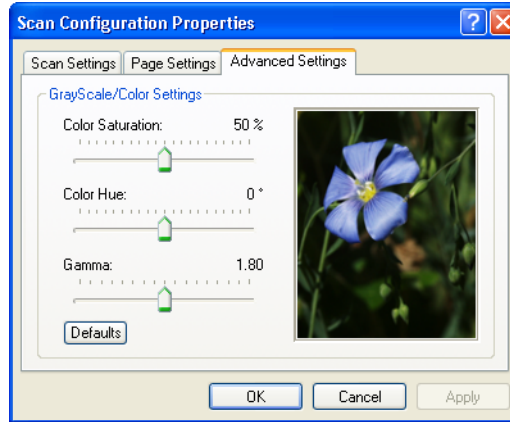 Scan Configuration Properties
Scan Settings Page Settings Advanced Settings
GrayScale/Color Settings
Color Saturation: 50 %
Color Hue: 0 °
Gamma: 1.80
Defaults
OK Cancel Apply